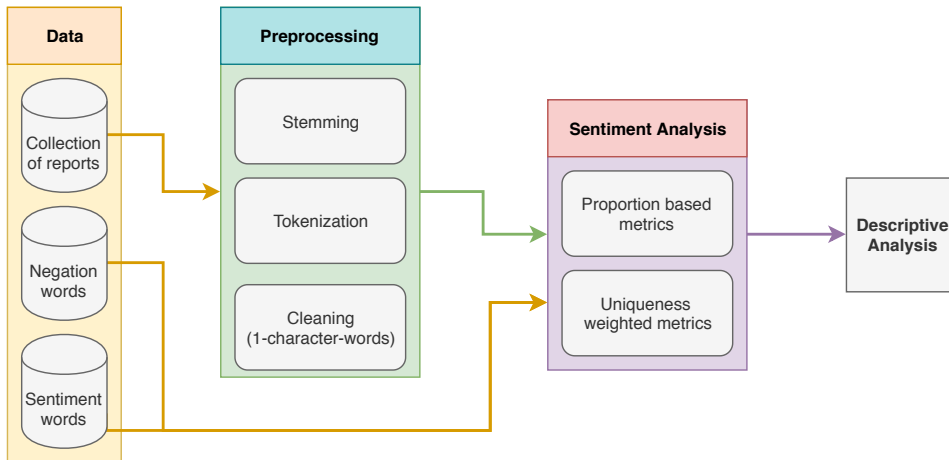 Data
Collection
of reports
Negation
words
Sentiment
words
Preprocessing
Stemming
Tokenization
Cleaning
(1-character-words)
Sentiment Analysis
Proportion based
metrics
Uniqueness
weighted metrics
Descriptive
Analysis